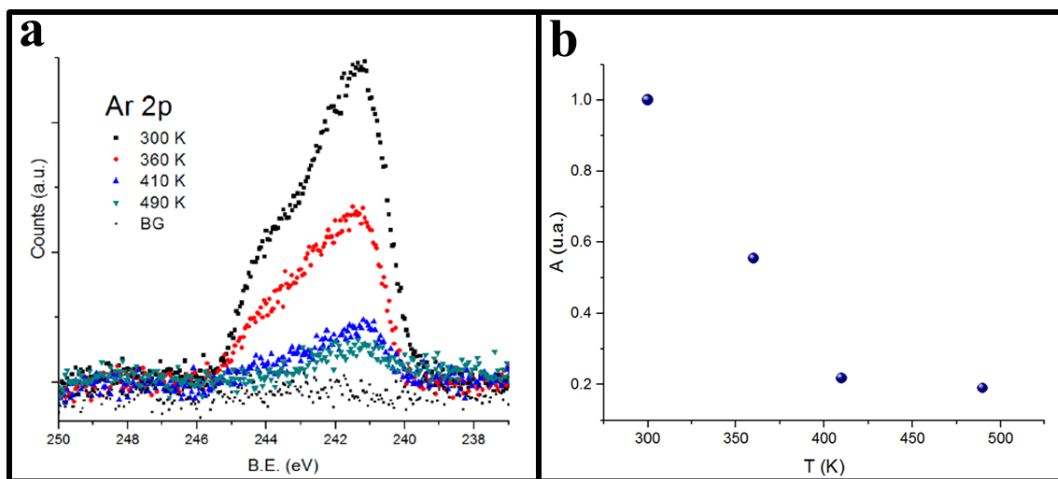 a
Ar 2p
300 K
360 K
410 K
490 K
BG
Counts (a.u.)
250 248 246 244 242 240 238
B.E. (eV)
b
1.0
0.8
0.6
0.4
0.2
A (u.a.)
300 350 400 450 500
T (K)